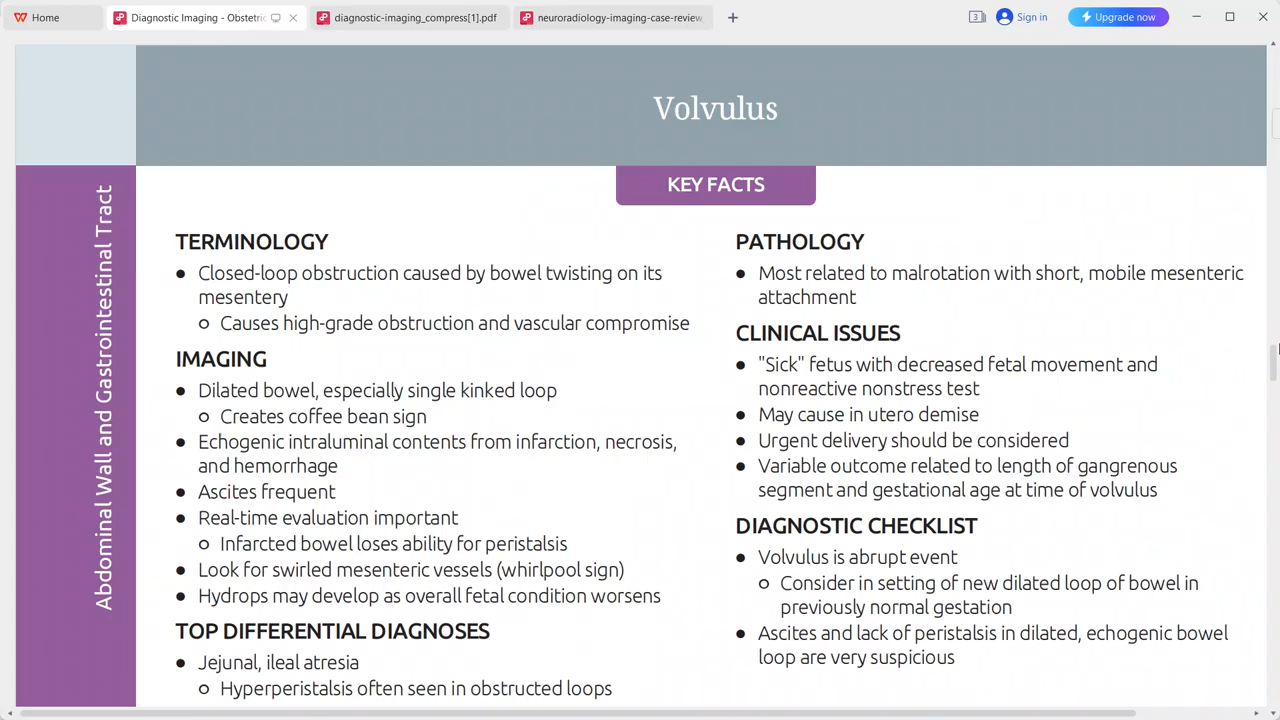 Home
Diagnostic Imaging - Obstetric
diagnostic-imaging_compress[1].pdf
neuroradiology-imaging-case-review
3
Sign in
Upgrade now
Volvulus
KEY FACTS
Abdominal Wall and Gastrointestinal Tract
TERMINOLOGY
• Closed-loop obstruction caused by bowel twisting on its
mesentery
○ Causes high-grade obstruction and vascular compromise
IMAGING
• Dilated bowel, especially single kinked loop
○ Creates coffee bean sign
• Echogenic intraluminal contents from infarction, necrosis,
and hemorrhage
• Ascites frequent
• Real-time evaluation important
○ Infarcted bowel loses ability for peristalsis
• Look for swirled mesenteric vessels (whirlpool sign)
• Hydrops may develop as overall fetal condition worsens
TOP DIFFERENTIAL DIAGNOSES
• Jejunal, ileal atresia
○ Hyperperistalsis often seen in obstructed loops
PATHOLOGY
• Most related to malrotation with short, mobile mesenteric
attachment
CLINICAL ISSUES
• "Sick" fetus with decreased fetal movement and
nonreactive nonstress test
• May cause in utero demise
• Urgent delivery should be considered
• Variable outcome related to length of gangrenous
segment and gestational age at time of volvulus
DIAGNOSTIC CHECKLIST
• Volvulus is abrupt event
○ Consider in setting of new dilated loop of bowel in
previously normal gestation
• Ascites and lack of peristalsis in dilated, echogenic bowel
loop are very suspicious